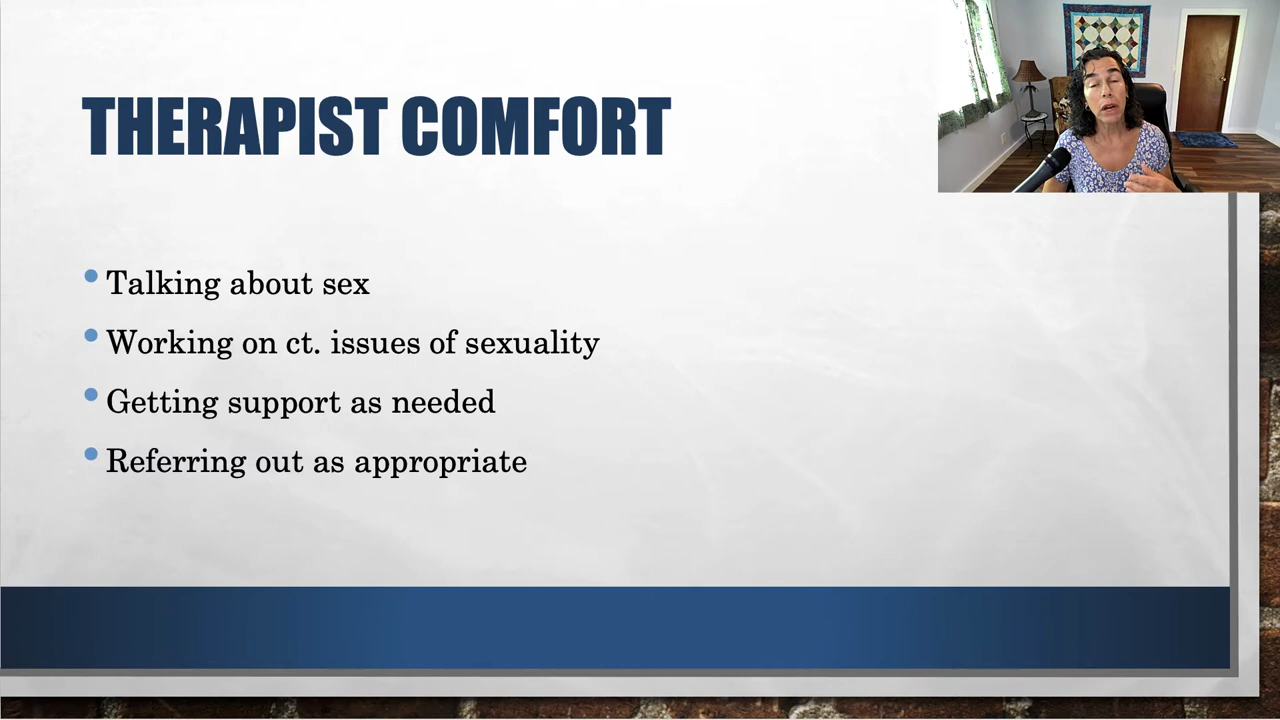 THERAPIST COMFORT
• Talking about sex
• Working on ct. issues of sexuality
• Getting support as needed
• Referring out as appropriate